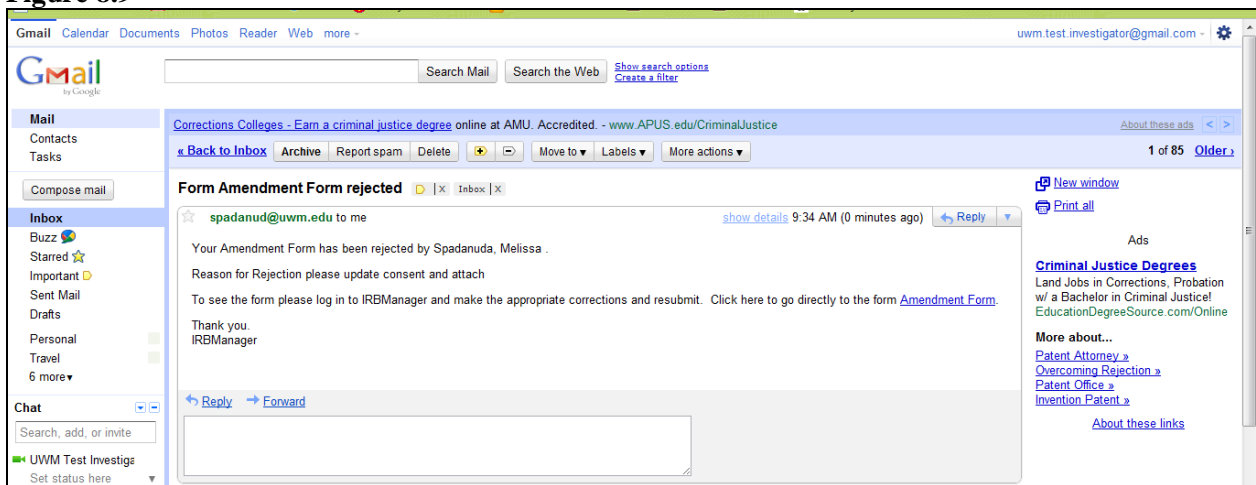 Gmail Calendar Documents Photos Reader Web more
uwm.test.investigator@gmail.com
Gmail
by Google
Search Mail
Search the Web
Show search options
Create a filter
Mail
Contacts
Tasks
Compose mail
Inbox
Buzz
Starred
Important
Sent Mail
Drafts
Personal
Travel
6 more▾
Chat
Search, add, or invite
UWM Test Investiga
Set status here
Corrections Colleges - Earn a criminal justice degree online at AMU. Accredited. - www.APUS.edu/CriminalJustice
About these ads < >
« Back to Inbox Archive Report spam Delete Move to ▾ Labels ▾ More actions ▾
1 of 85 Older ›
Form Amendment Form rejected | X Inbox | X
spadanud@uwm.edu to me
show details 9:34 AM (0 minutes ago) Reply
Your Amendment Form has been rejected by Spadanuda, Melissa .
Reason for Rejection please update consent and attach
To see the form please log in to IRBManager and make the appropriate corrections and resubmit. Click here to go directly to the form Amendment Form.
Thank you.
IRBManager
Reply Forward
New window
Print all
Ads
Criminal Justice Degrees
Land Jobs in Corrections, Probation
w/ a Bachelor in Criminal Justice!
EducationDegreeSource.com/Online
More about...
Patent Attorney »
Overcoming Rejection »
Patent Office »
Invention Patent »
About these links